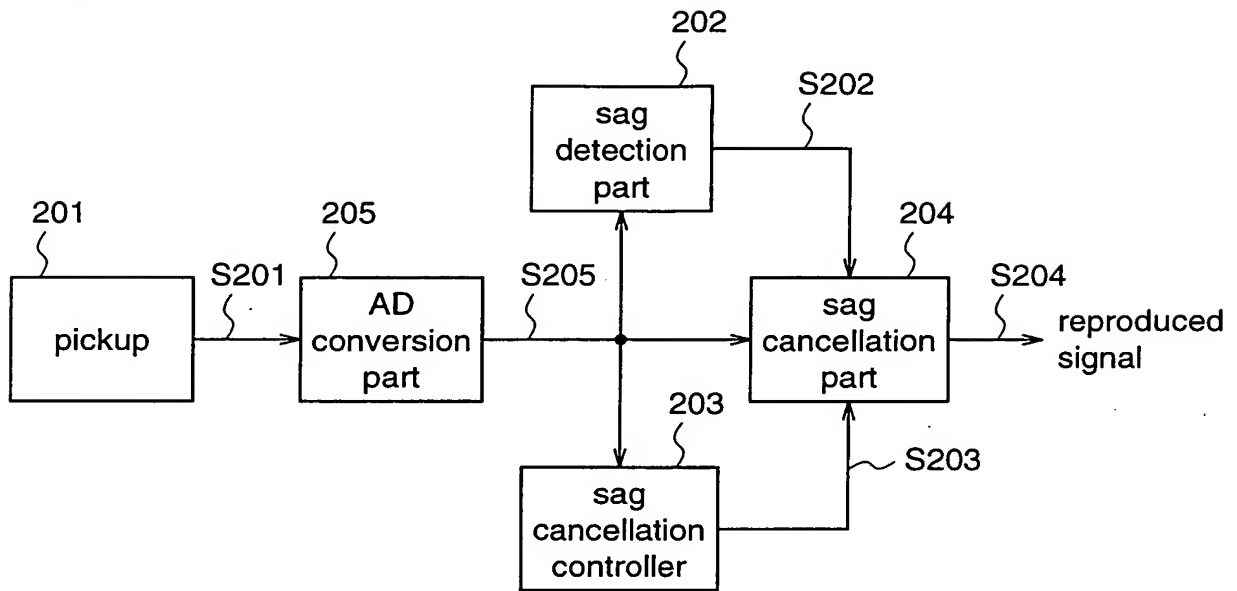 202
S202
sag
detection
part
201
205
204
S201
S205
S204
pickup
AD
conversion
part
sag
cancellation
part
reproduced
signal
203
S203
sag
cancellation
controller